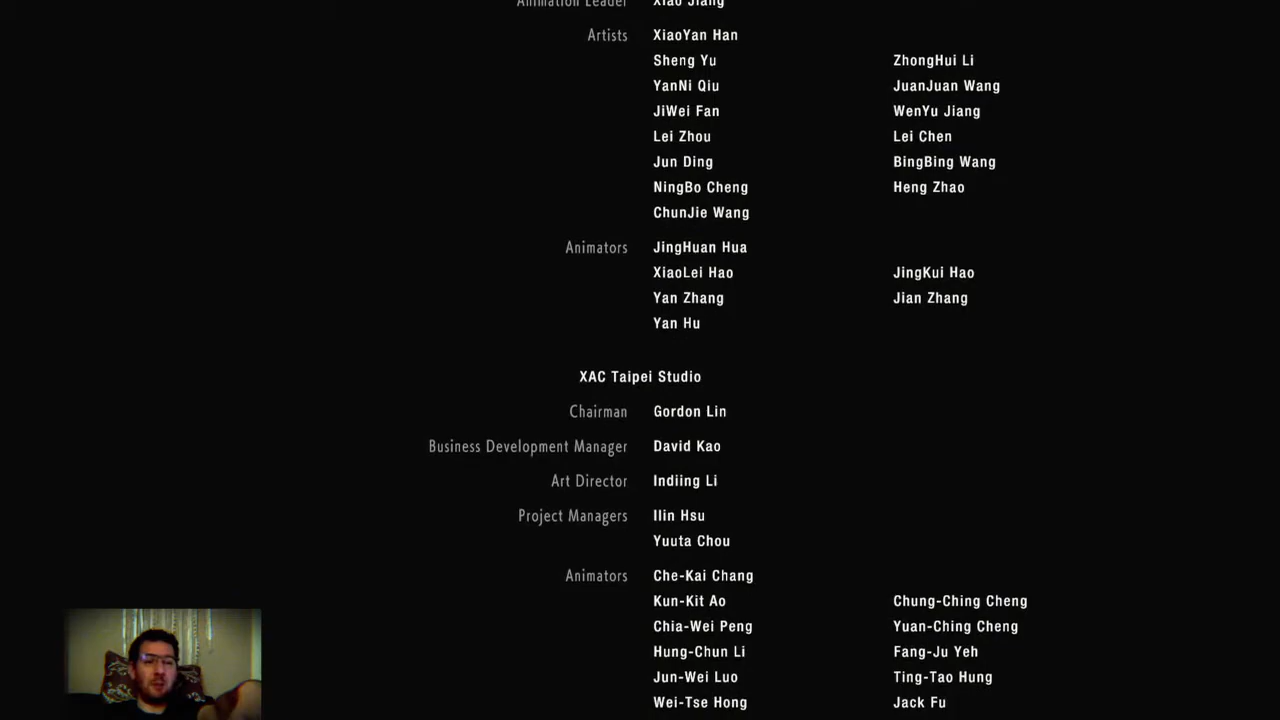 Animation Leader Xiao Jiang
Artists XiaoYan Han
Sheng Yu ZhongHui Li
YanNi Qiu JuanJuan Wang
JiWei Fan WenYu Jiang
Lei Zhou Lei Chen
Jun Ding BingBing Wang
NingBo Cheng Heng Zhao
ChunJie Wang
Animators JingHuan Hua
XiaoLei Hao JingKui Hao
Yan Zhang Jian Zhang
Yan Hu
XAC Taipei Studio
Chairman Gordon Lin
Business Development Manager David Kao
Art Director Indiing Li
Project Managers Ilin Hsu
Yuuta Chou
Animators Che-Kai Chang
Kun-Kit Ao Chung-Ching Cheng
Chia-Wei Peng Yuan-Ching Cheng
Hung-Chun Li Fang-Ju Yeh
Jun-Wei Luo Ting-Tao Hung
Wei-Tse Hong Jack Fu